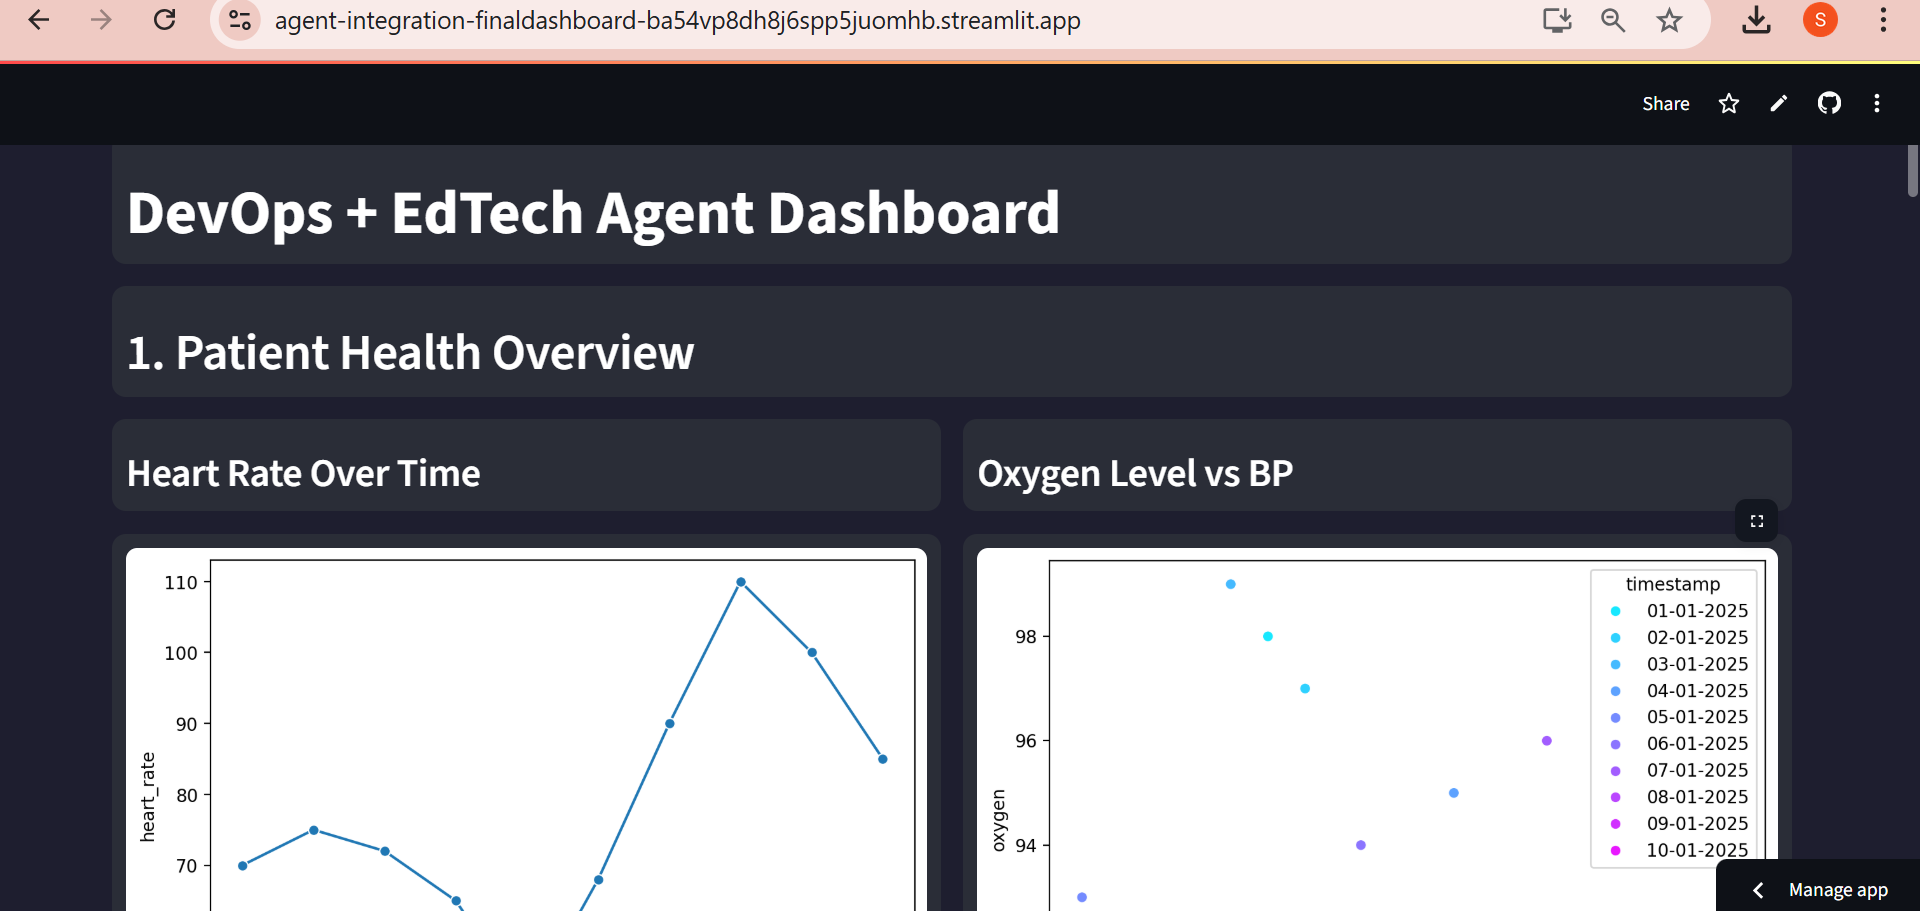 agent-integration-finaldashboard-ba54vp8dh8j6spp5juomhb.streamlit.app
S
Share
DevOps + EdTech Agent Dashboard
1. Patient Health Overview
Heart Rate Over Time
Oxygen Level vs BP
110
100
90
80
70
heart_rate
98
96
94
oxygen
timestamp
01-01-2025
02-01-2025
03-01-2025
04-01-2025
05-01-2025
06-01-2025
07-01-2025
08-01-2025
09-01-2025
10-01-2025
Manage app